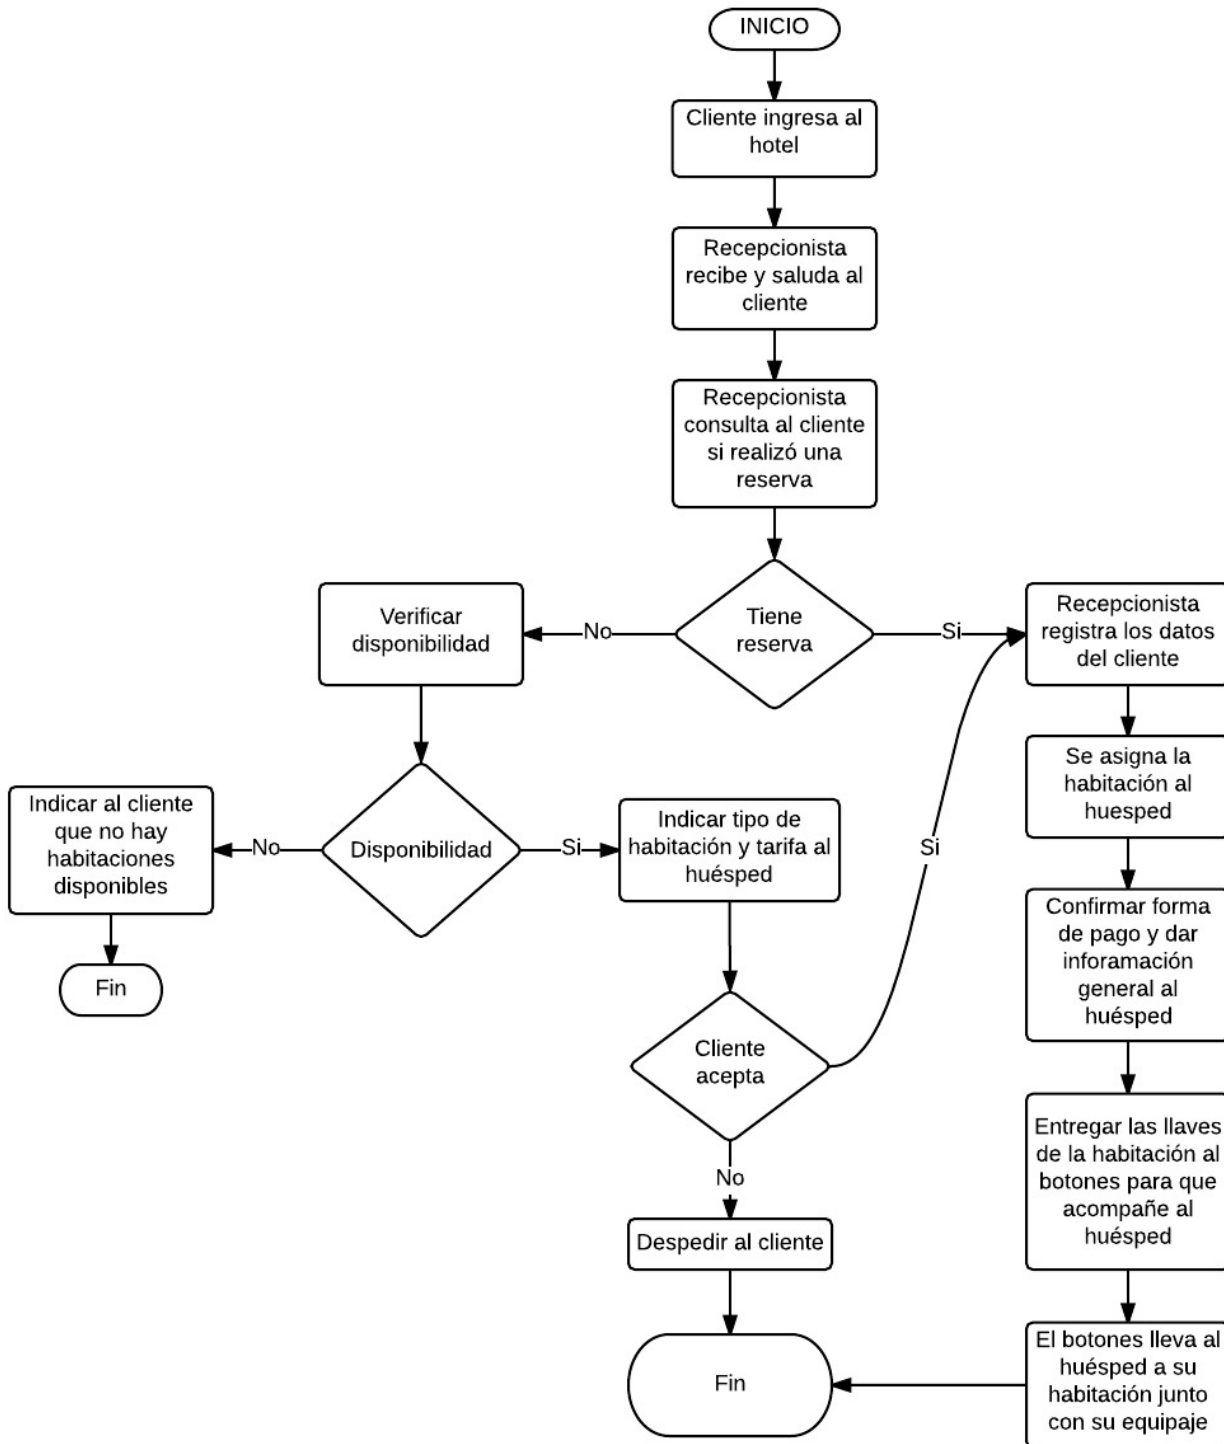 INICIO
Cliente ingresa al
hotel
Recepcionista
recibe y saluda al
cliente
Recepcionista
consulta al cliente
si realizó una
reserva
Tiene
reserva
No
Si
Verificar
disponibilidad
Recepcionista
registra los datos
del cliente
Disponibilidad
No
Si
Indicar al cliente
que no hay
habitaciones
disponibles
Fin
Indicar tipo de
habitación y tarifa al
huésped
Cliente
acepta
Si
No
Despedir al cliente
Se asigna la
habitación al
huesped
Confirmar forma
de pago y dar
inforamación
general al
huésped
Entregar las llaves
de la habitación al
botones para que
acompañe al
huésped
El botones lleva al
huésped a su
habitación junto
con su equipaje
Fin